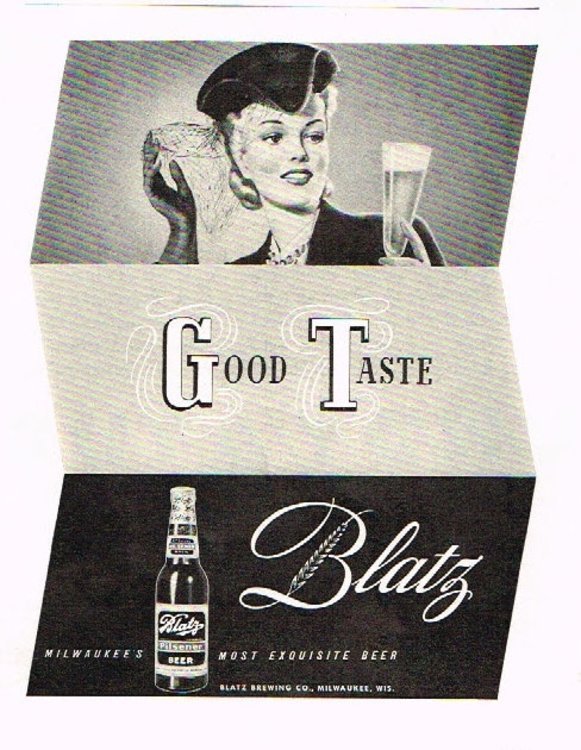 GOOD TASTE
Blatz
Blatz
Pilsener
BEER
MILWAUKEE'S MOST EXQUISITE BEER
BLATZ BREWING CO., MILWAUKEE, WIS.